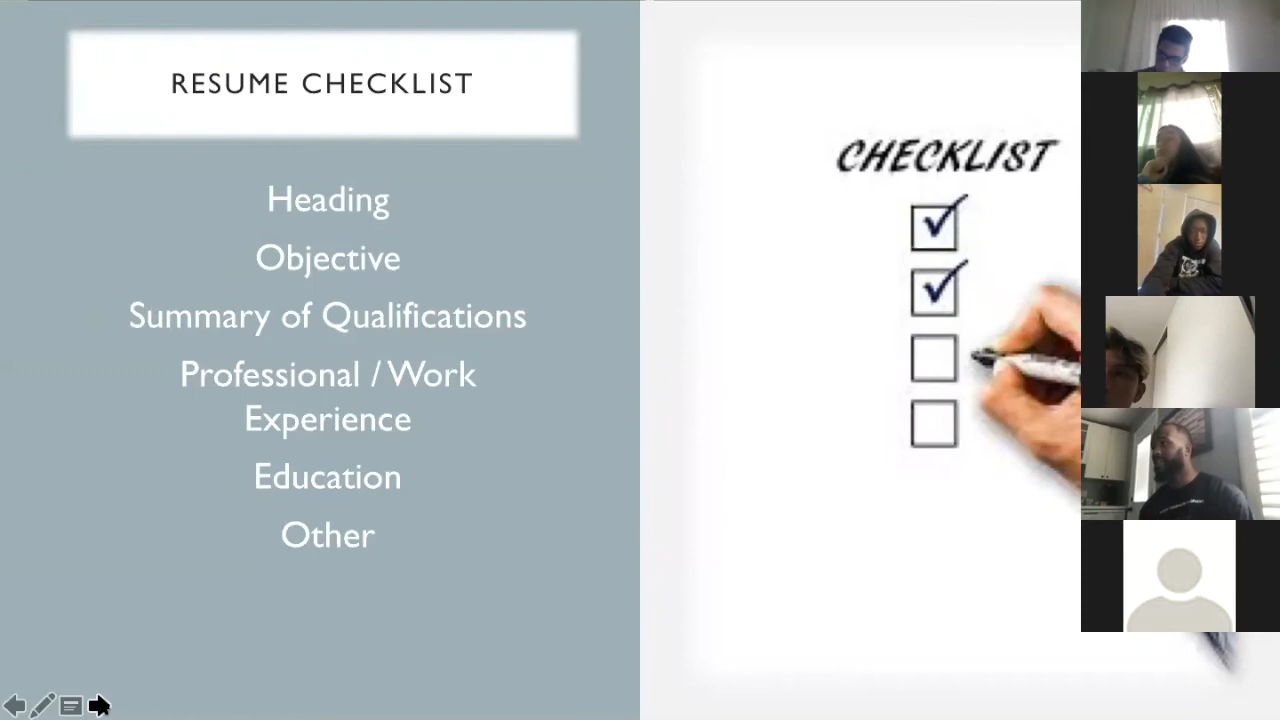 RESUME CHECKLIST
Heading
Objective
Summary of Qualifications
Professional / Work
Experience
Education
Other
CHECKLIST